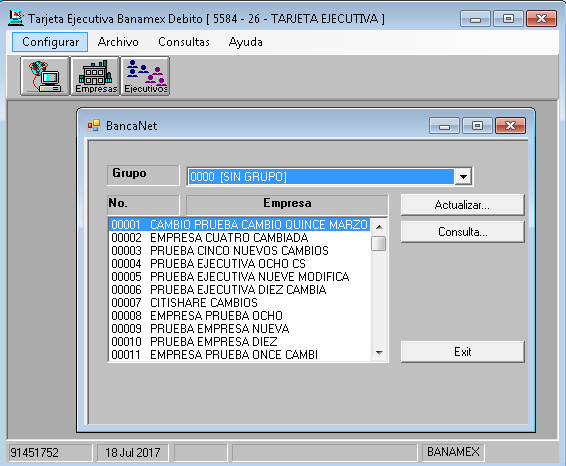 Tarjeta Ejecutiva Banamex Debito [ 5584 - 26 - TARJETA EJECUTIVA ]
Configurar Archivo Consultas Ayuda
Empresas Ejecutivos
BancaNet
Grupo 0000 [SIN GRUPO]
No. Empresa Actualizar...
00001 CAMBIO PRUEBA CAMBIO QUINCE MARZO
00002 EMPRESA CUATRO CAMBIADA Consulta...
00003 PRUEBA CINCO NUEVOS CAMBIOS
00004 PRUEBA EJECUTIVA OCHO CS
00005 PRUEBA EJECUTIVA NUEVE MODIFICA
00006 PRUEBA EJECUTIVA DIEZ CAMBIA
00007 CITISHARE CAMBIOS
00008 EMPRESA PRUEBA OCHO
00009 PRUEBA EMPRESA NUEVA
00010 PRUEBA EMPRESA DIEZ
00011 EMPRESA PRUEBA ONCE CAMBI Exit
91451752 18 Jul 2017 BANAMEX